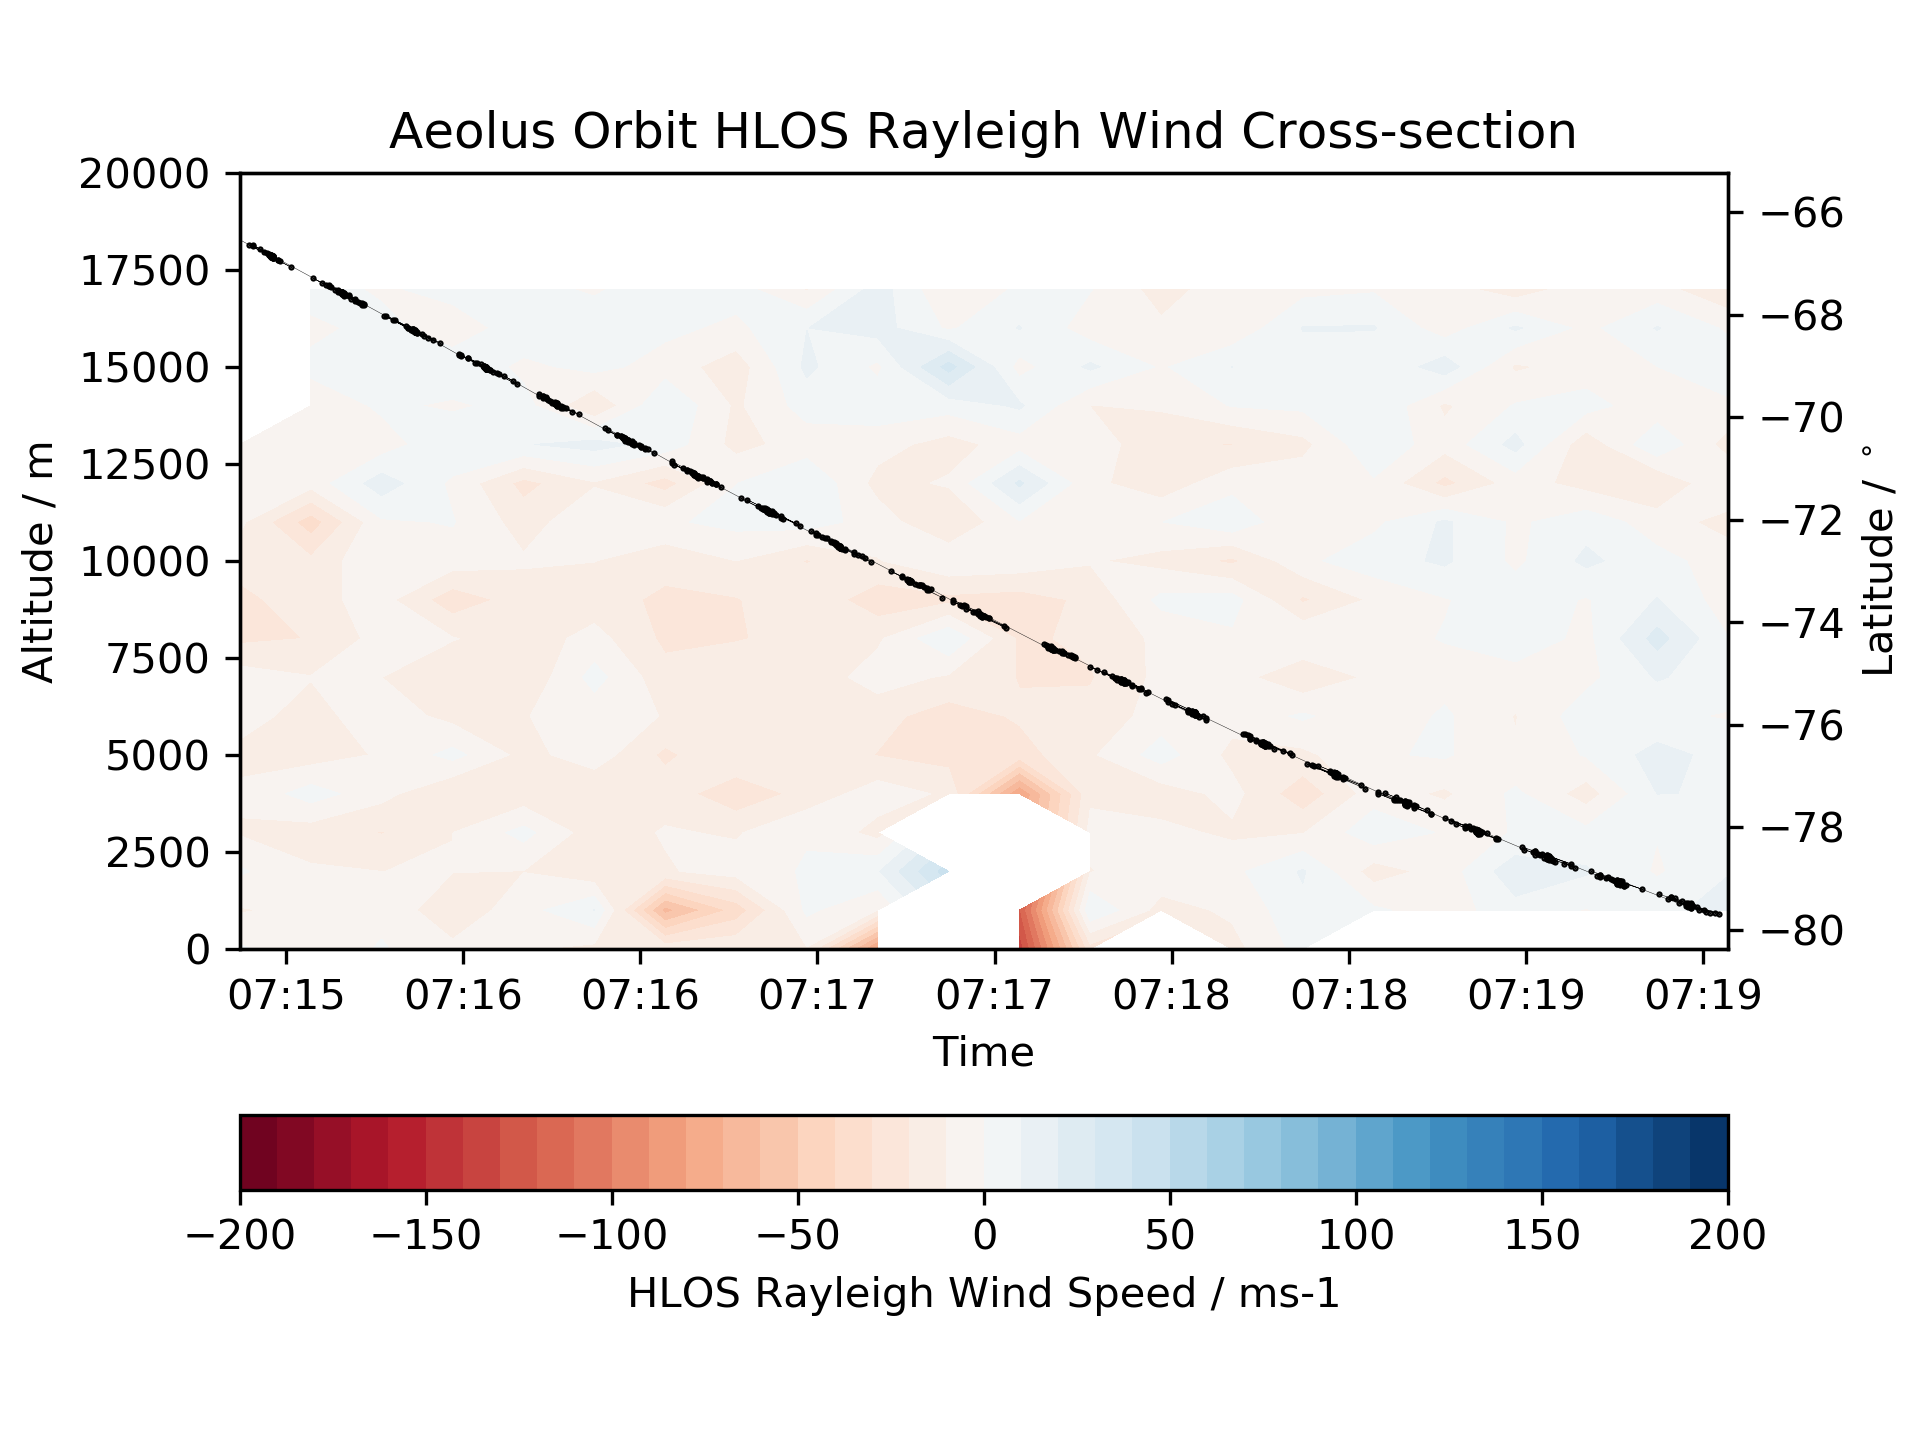 Aeolus Orbit HLOS Rayleigh Wind Cross-section
20000
17500
15000
12500
10000
7500
5000
2500
0
Altitude / m
−66
−68
−70
−72
−74
−76
−78
−80
Latitude / °
07:15 07:16 07:16 07:17 07:17 07:18 07:18 07:19 07:19
Time
−200 −150 −100 −50 0 50 100 150 200
HLOS Rayleigh Wind Speed / ms-1